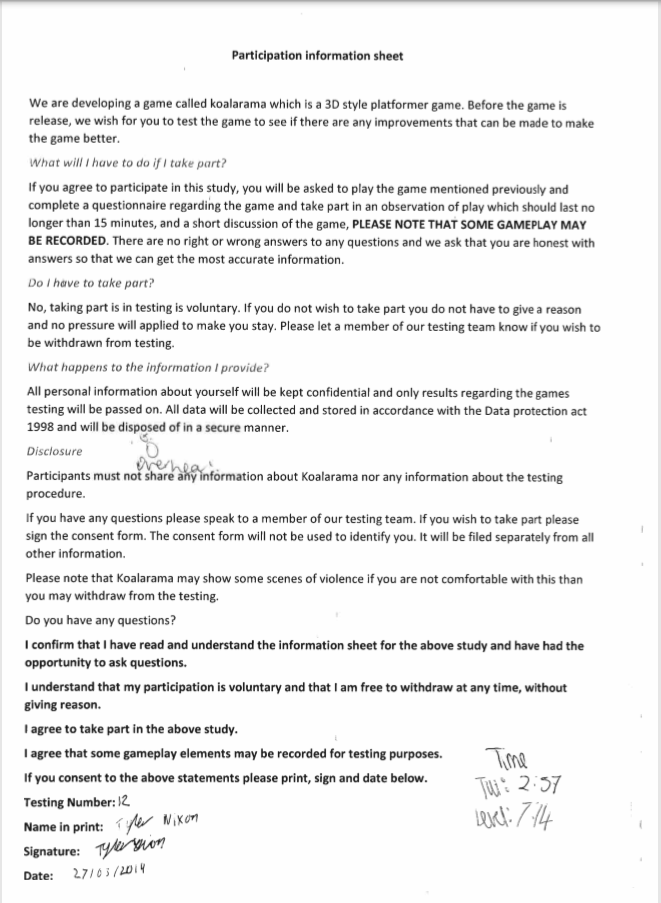 Participation information sheet
We are developing a game called koalarama which is a 3D style platformer game. Before the game is
release, we wish for you to test the game to see if there are any improvements that can be made to make
the game better.
What will I have to do if I take part?
If you agree to participate in this study, you will be asked to play the game mentioned previously and
complete a questionnaire regarding the game and take part in an observation of play which should last no
longer than 15 minutes, and a short discussion of the game, PLEASE NOTE THAT SOME GAMEPLAY MAY
BE RECORDED. There are no right or wrong answers to any questions and we ask that you are honest with
answers so that we can get the most accurate information.
Do I have to take part?
No, taking part is in testing is voluntary. If you do not wish to take part you do not have to give a reason
and no pressure will applied to make you stay. Please let a member of our testing team know if you wish to
be withdrawn from testing.
What happens to the information I provide?
All personal information about yourself will be kept confidential and only results regarding the games
testing will be passed on. All data will be collected and stored in accordance with the Data protection act
1998 and will be disposed of in a secure manner.
Disclosure
Participants must not share any information about Koalarama nor any information about the testing
procedure.
If you have any questions please speak to a member of our testing team. If you wish to take part please
sign the consent form. The consent form will not be used to identify you. It will be filed separately from all
other information.
Please note that Koalarama may show some scenes of violence if you are not comfortable with this than
you may withdraw from the testing.
Do you have any questions?
I confirm that I have read and understand the information sheet for the above study and have had the
opportunity to ask questions.
I understand that my participation is voluntary and that I am free to withdraw at any time, without
giving reason.
I agree to take part in the above study.
I agree that some gameplay elements may be recorded for testing purposes.
If you consent to the above statements please print, sign and date below.
Time
Tut: 2:57
Level: 7:14
Testing Number: 12
Name in print: Tyler Nixon
Signature:
Date: 27/03/2014